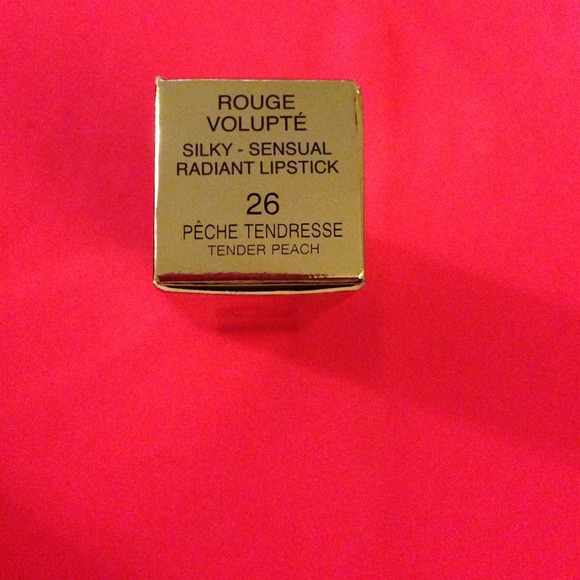 ROUGE
VOLUPTÉ
SILKY - SENSUAL
RADIANT LIPSTICK
26
PÊCHE TENDRESSE
TENDER PEACH